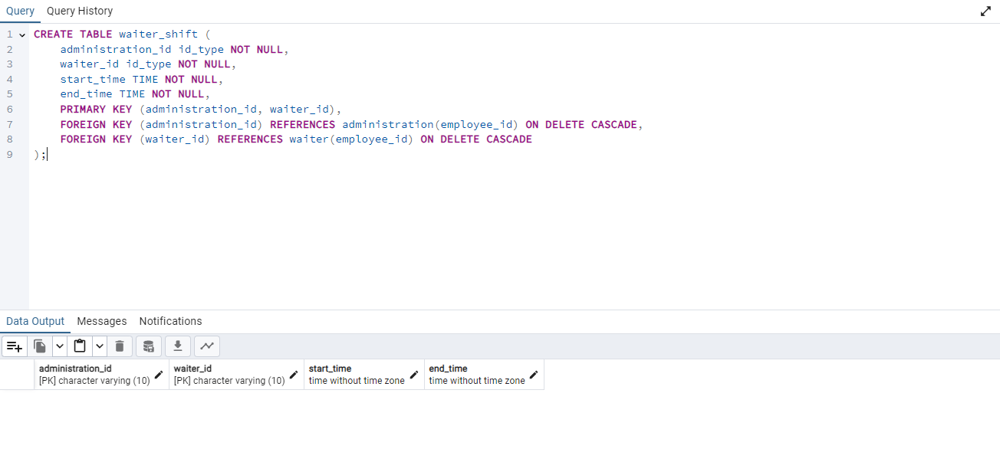 Query Query History
1 CREATE TABLE waiter_shift (
2 administration_id id_type NOT NULL,
3 waiter_id id_type NOT NULL,
4 start_time TIME NOT NULL,
5 end_time TIME NOT NULL,
6 PRIMARY KEY (administration_id, waiter_id),
7 FOREIGN KEY (administration_id) REFERENCES administration(employee_id) ON DELETE CASCADE,
8 FOREIGN KEY (waiter_id) REFERENCES waiter(employee_id) ON DELETE CASCADE
9 );
Data Output Messages Notifications
administration_id waiter_id start_time end_time
[PK] character varying (10) [PK] character varying (10) time without time zone time without time zone